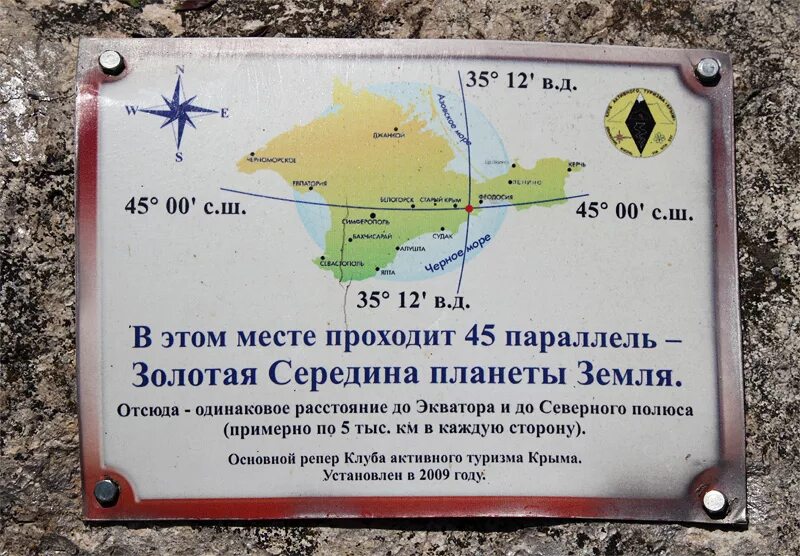 35° 12' в.д.
N
W E
S
Азовское море
ДЖАНКОЙ
ЧЕРНОМОРСКОЕ
КЕРЧЬ
ЛЕНИНО
ЕВПАТОРИЯ
БЕЛОГОРСК СТАРЫЙ КРЫМ ФЕОДОСИЯ
45° 00' с.ш.
45° 00' с.ш.
СИМФЕРОПОЛЬ
БАХЧИСАРАЙ
СУДАК
АЛУШТА
Черное море
СЕВАСТОПОЛЬ
ЯЛТА
35° 12' в.д.
В этом месте проходит 45 параллель –
Золотая Середина планеты Земля.
Отсюда - одинаковое расстояние до Экватора и до Северного полюса
(примерно по 5 тыс. км в каждую сторону).
Основной репер Клуба активного туризма Крыма.
Установлен в 2009 году.